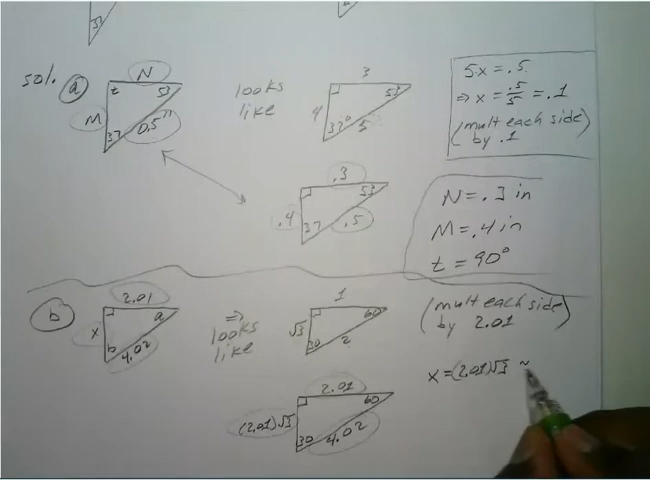 37
sol. a
N
t 53
M
37 0.5"
looks
like
3
53
4
37° 5
5x = .5
⇒ x = .5/5 = .1
(mult each side)
by .1
.3
53
.4
37 .5
N = .3 in
M = .4 in
t = 90°
b
2.01
a
x
b 4.02
⇒
looks
like
1
60
√3
30 2
(mult each side)
by 2.01
x = (2.01)√3 ~
2.01
60
(2.01)√3
30 4.02